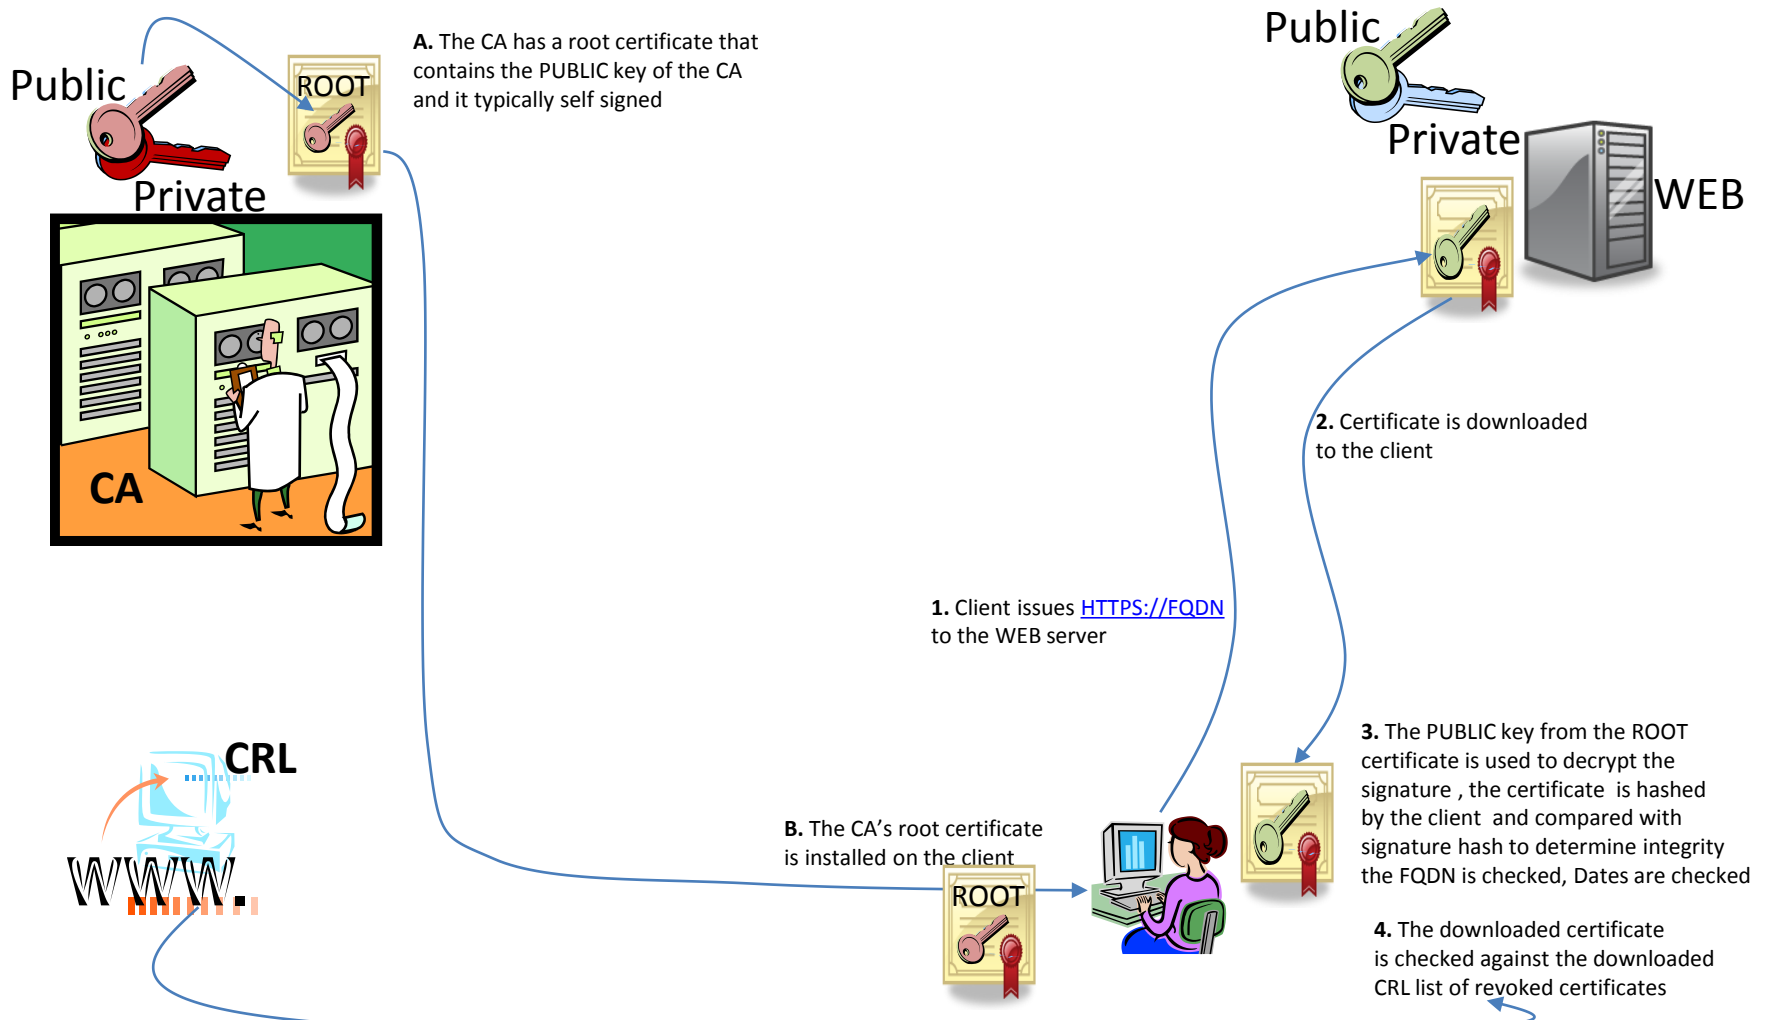 Public
Private
ROOT
A. The CA has a root certificate that
contains the PUBLIC key of the CA
and it typically self signed
CA
Public
Private
WEB
2. Certificate is downloaded
to the client
1. Client issues HTTPS://FQDN
to the WEB server
CRL
WWW.
B. The CA's root certificate
is installed on the client
ROOT
3. The PUBLIC key from the ROOT
certificate is used to decrypt the
signature , the certificate  is hashed
by the client  and compared with
signature hash to determine integrity
the FQDN is checked, Dates are checked
4. The downloaded certificate
is checked against the downloaded
CRL list of revoked certificates